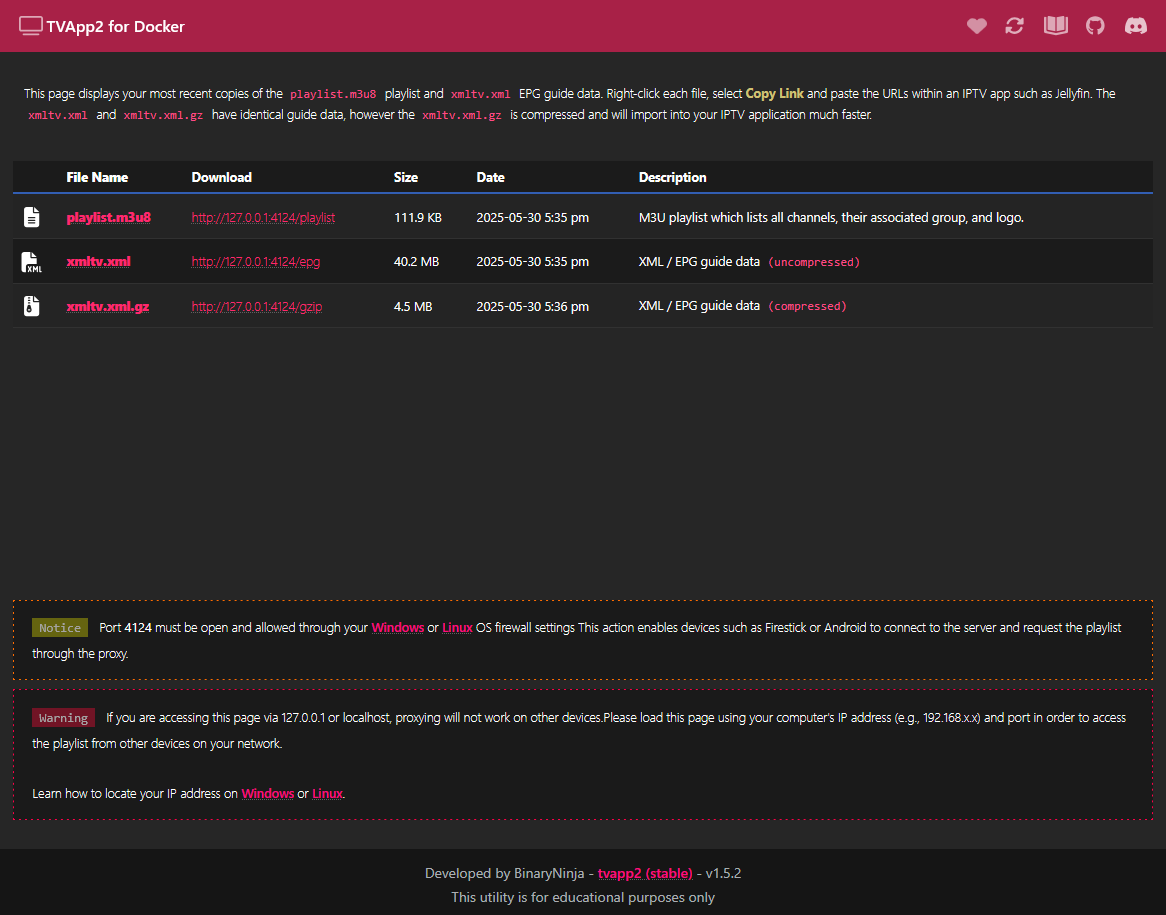 TVApp2 for Docker
This page displays your most recent copies of the playlist.m3u8 playlist and xmltv.xml EPG guide data. Right-click each file, select Copy Link and paste the URLs within an IPTV app such as Jellyfin. The
xmltv.xml and xmltv.xml.gz have identical guide data, however the xmltv.xml.gz is compressed and will import into your IPTV application much faster.
File Name Download Size Date Description
playlist.m3u8 http://127.0.0.1:4124/playlist 111.9 KB 2025-05-30 5:35 pm M3U playlist which lists all channels, their associated group, and logo.
XML xmltv.xml http://127.0.0.1:4124/epg 40.2 MB 2025-05-30 5:35 pm XML / EPG guide data (uncompressed)
xmltv.xml.gz http://127.0.0.1:4124/gzip 4.5 MB 2025-05-30 5:36 pm XML / EPG guide data (compressed)
Notice Port 4124 must be open and allowed through your Windows or Linux OS firewall settings This action enables devices such as Firestick or Android to connect to the server and request the playlist
through the proxy.
Warning If you are accessing this page via 127.0.0.1 or localhost, proxying will not work on other devices.Please load this page using your computer's IP address (e.g., 192.168.x.x) and port in order to access
the playlist from other devices on your network.
Learn how to locate your IP address on Windows or Linux.
Developed by BinaryNinja - tvapp2 (stable) - v1.5.2
This utility is for educational purposes only